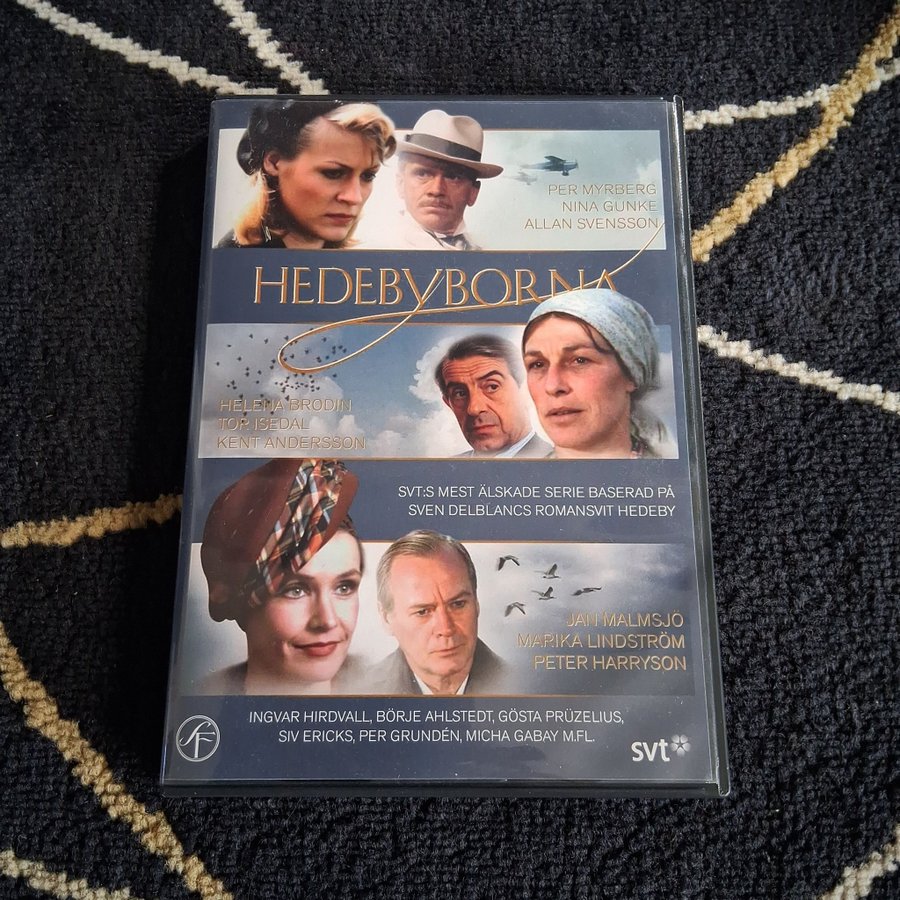 PER MYRBERG
NINA GUNKE
ALLAN SVENSSON
HEDEBYBORNA
HELENA BRODIN
TOR ISEDAL
KENT ANDERSSON
SVT:S MEST ÄLSKADE SERIE BASERAD PÅ
SVEN DELBLANCS ROMANSVIT HEDEBY
JAN MALMSJÖ
MARIKA LINDSTRÖM
PETER HARRYSON
INGVAR HIRDVALL, BÖRJE AHLSTEDT, GÖSTA PRÜZELIUS,
SIV ERICKS, PER GRUNDÉN, MICHA GABAY M.FL.
SF
svt